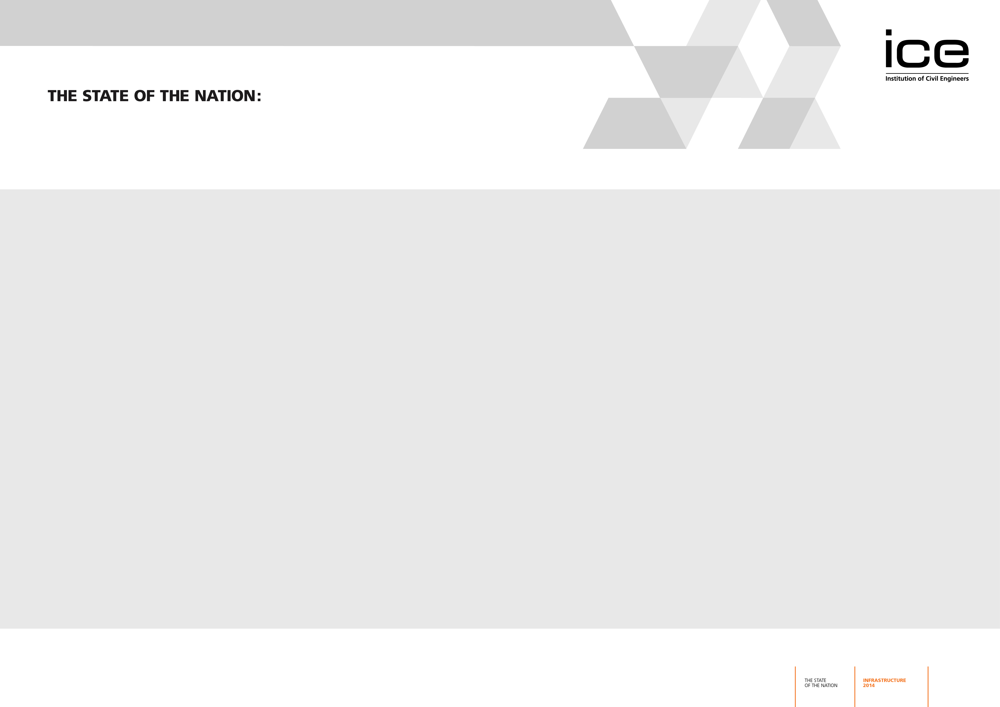 ice
Institution of Civil Engineers
THE STATE OF THE NATION:
THE STATE
OF THE NATION
INFRASTRUCTURE
2014